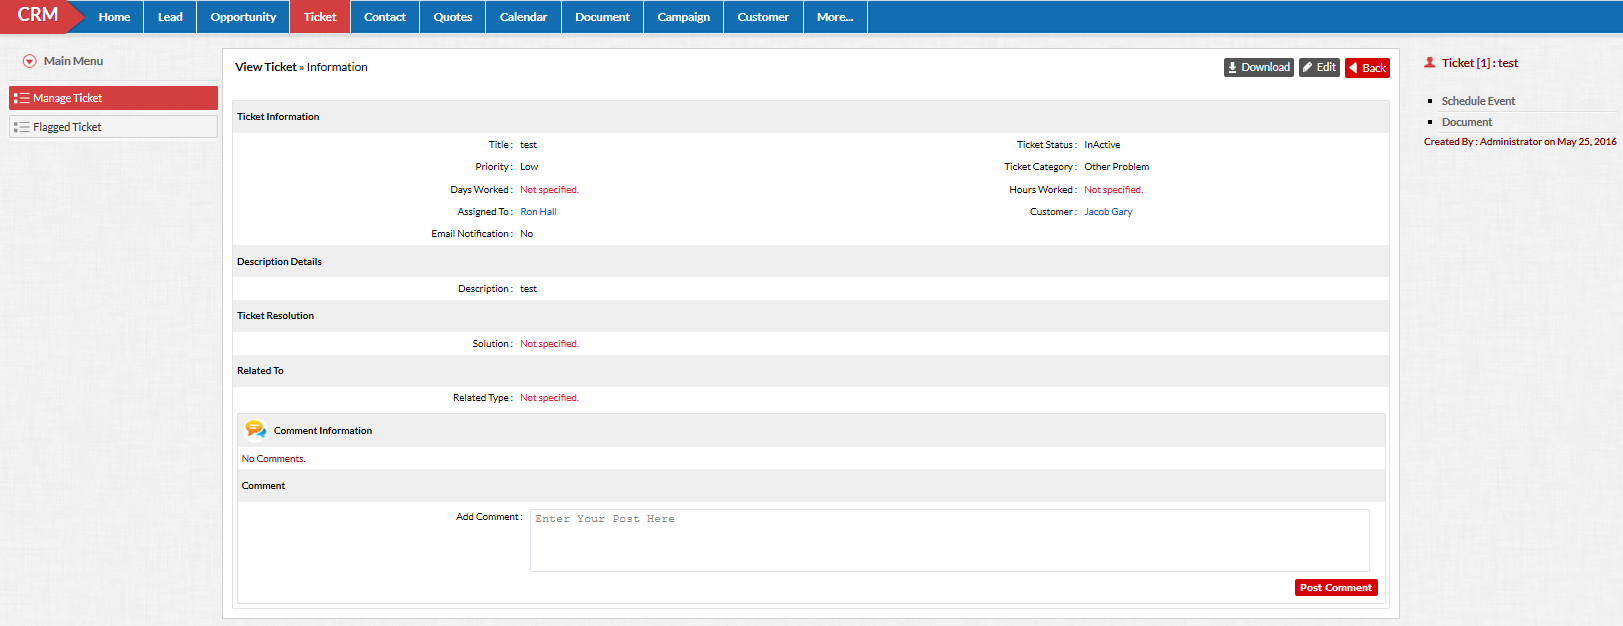 CRM Home Lead Opportunity Ticket Contact Quotes Calendar Document Campaign Customer More...
Main Menu
Manage Ticket
Flagged Ticket
View Ticket » Information
Download Edit Back
Ticket Information
Title : test Ticket Status : InActive
Priority : Low Ticket Category : Other Problem
Days Worked : Not specified. Hours Worked : Not specified.
Assigned To : Ron Hall Customer : Jacob Gary
Email Notification : No
Description Details
Description : test
Ticket Resolution
Solution : Not specified.
Related To
Related Type : Not specified.
Comment Information
No Comments.
Comment
Add Comment : Enter Your Post Here
Post Comment
Ticket [1] : test
Schedule Event
Document
Created By : Administrator on May 25, 2016